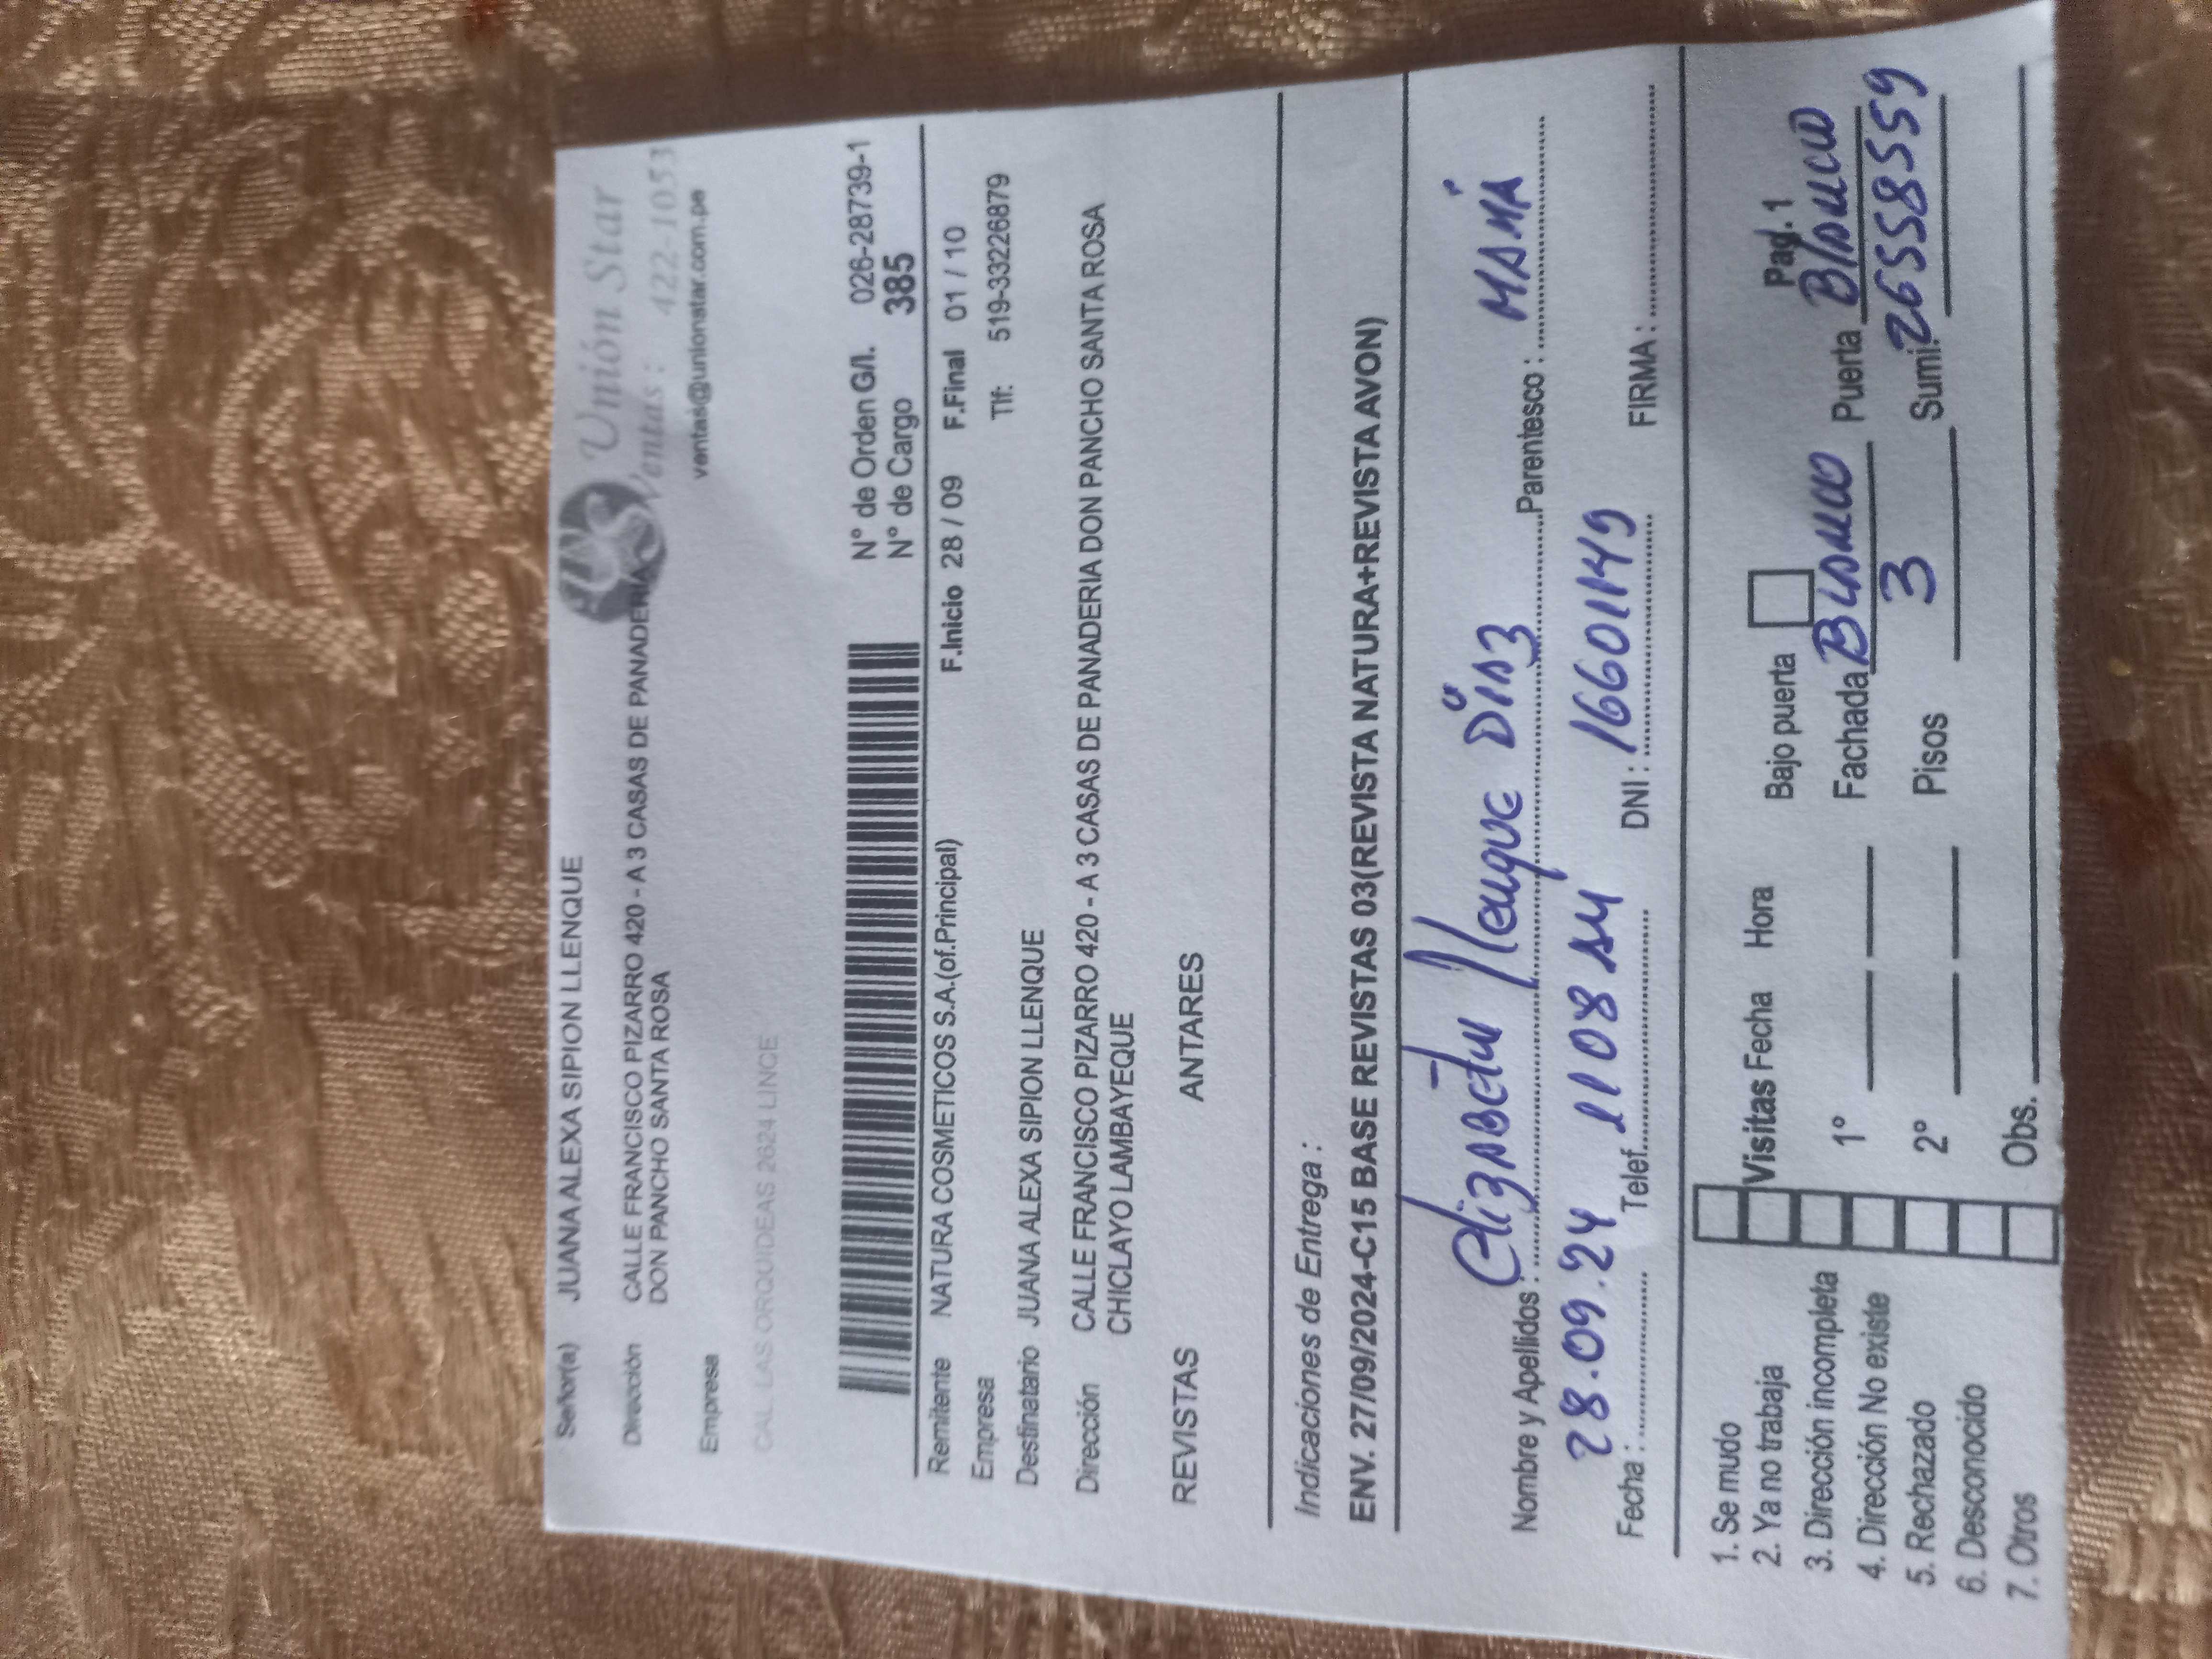 Señor(a) JUANA ALEXA SIPION LLENQUE
Unión Star
Dirección CALLE FRANCISCO PIZARRO 420 - A 3 CASAS DE PANADERIA
DON PANCHO SANTA ROSA
Ventas : 422-1053
Empresa
ventas@unionstar.com.pe
CAL. LAS ORQUIDEAS 2624 LINCE
N° de Orden G/I. 026-28739-1
N° de Cargo 385
Remitente NATURA COSMETICOS S.A.(of.Principal) F.Inicio 28 / 09 F.Final 01 / 10
Empresa Tlf: 519-33226879
Destinatario JUANA ALEXA SIPION LLENQUE
Dirección CALLE FRANCISCO PIZARRO 420 - A 3 CASAS DE PANADERIA DON PANCHO SANTA ROSA
CHICLAYO LAMBAYEQUE
REVISTAS ANTARES
Indicaciones de Entrega :
ENV. 27/09/2024-C15 BASE REVISTAS 03(REVISTA NATURA+REVISTA AVON)
Nombre y Apellidos : Elizabeth Llenque Díaz Parentesco : MAMÁ
Fecha : 28.09.24 Telef. 11 08 AM DNI : 16601149 FIRMA :
1. Se mudo
2. Ya no trabaja Visitas Fecha Hora Bajo puerta Pag. 1
3. Dirección incompleta 1° Fachada Blanco Puerta Blanco
4. Dirección No existe
5. Rechazado 2° Pisos 3 Sumi. 26558559
6. Desconocido
7. Otros Obs.